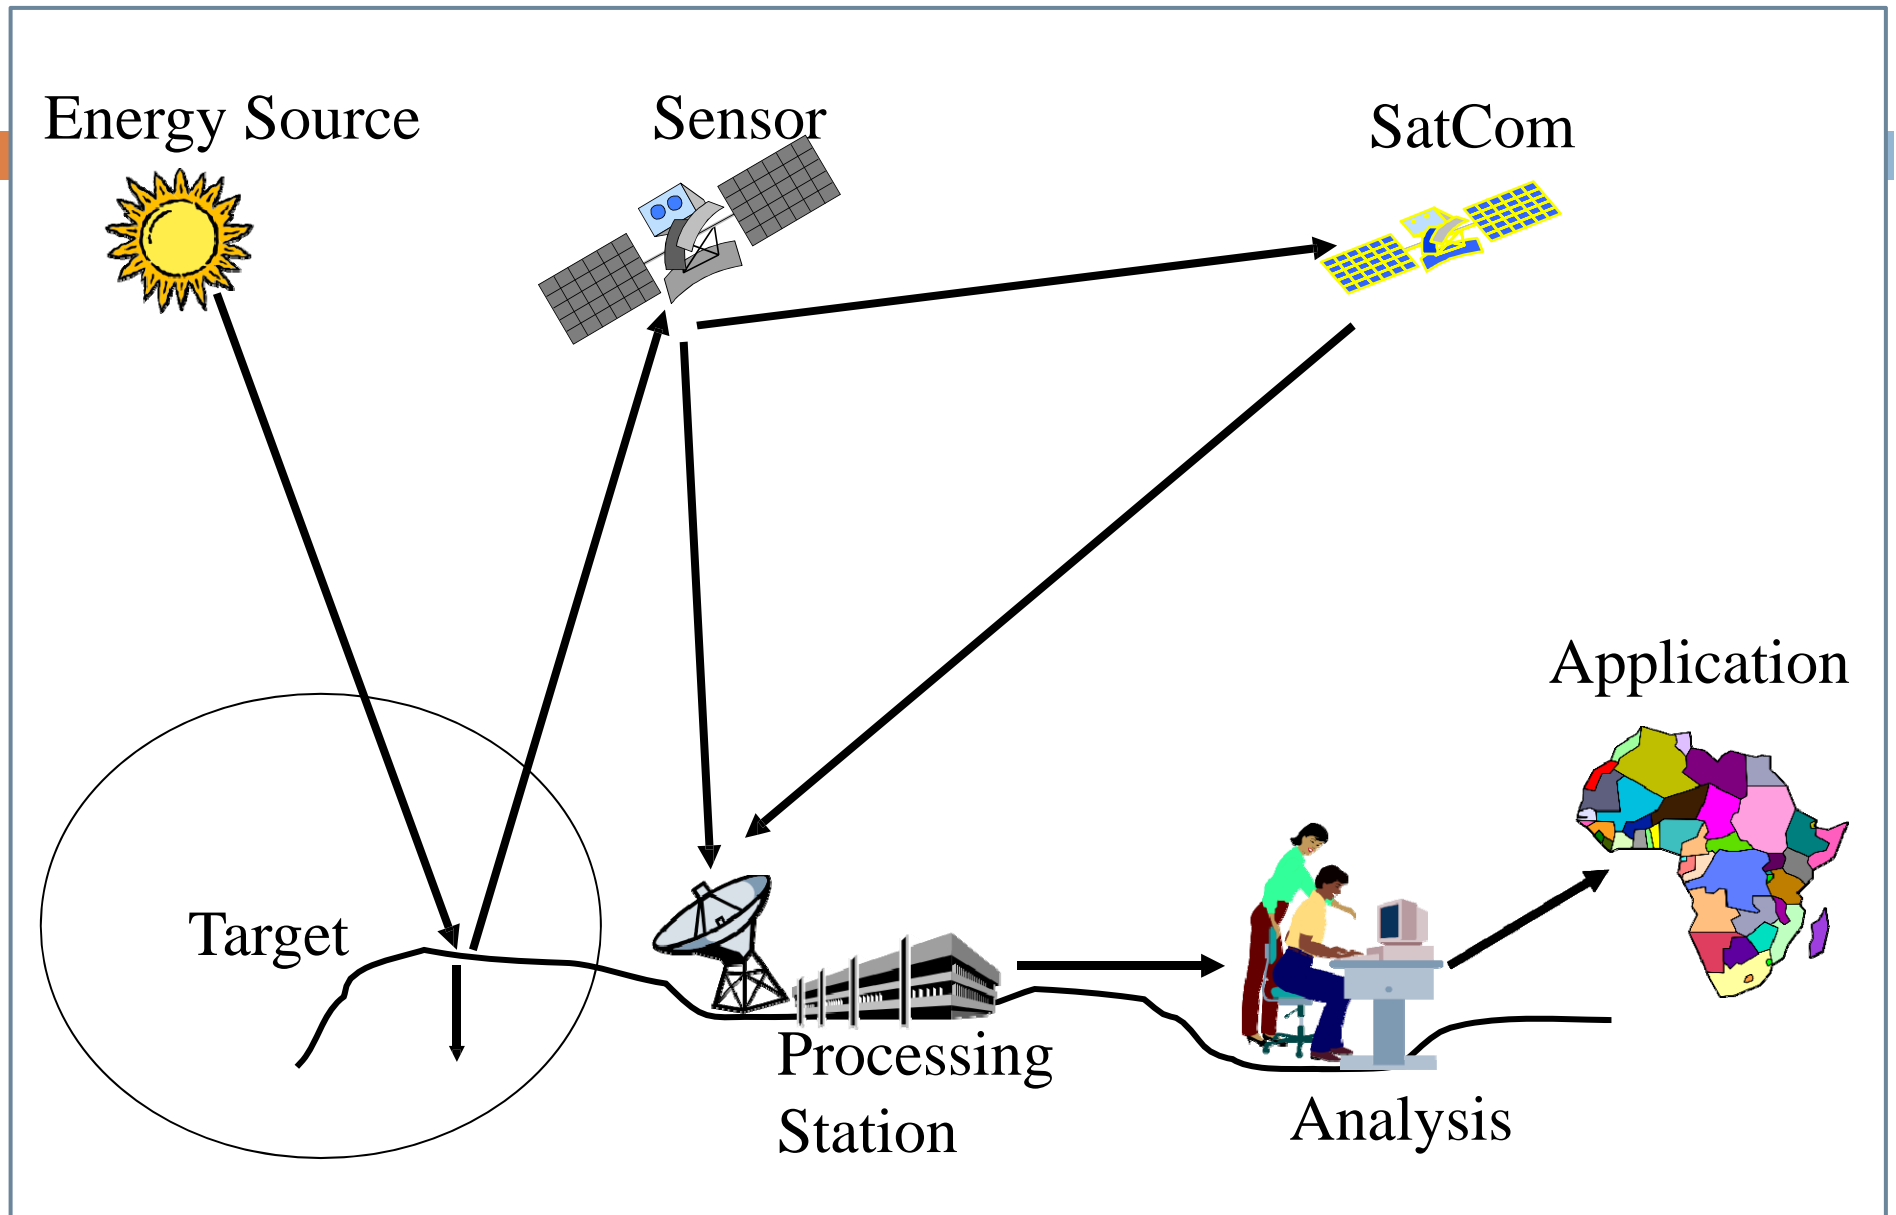 Energy Source
Sensor
SatCom
Application
Target
Processing
Station
Analysis